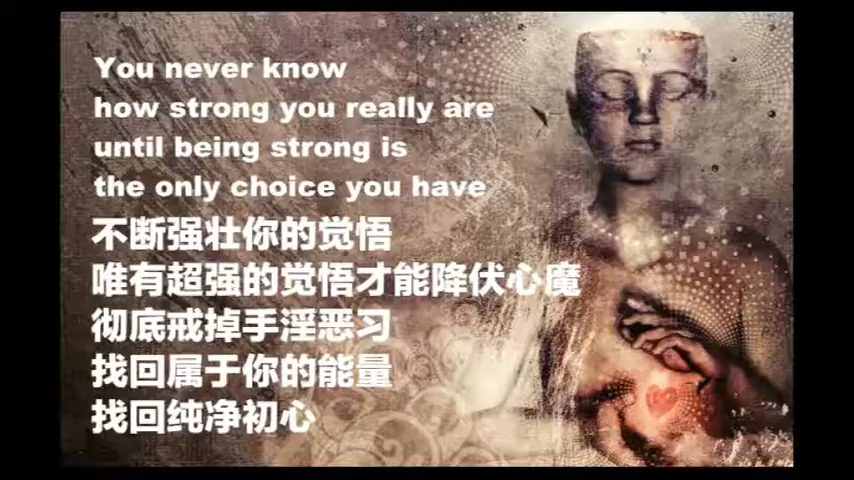 You never know
how strong you really are
until being strong is
the only choice you have
不断强壮你的觉悟
唯有超强的觉悟才能降伏心魔
彻底戒掉手淫恶习
找回属于你的能量
找回纯净初心